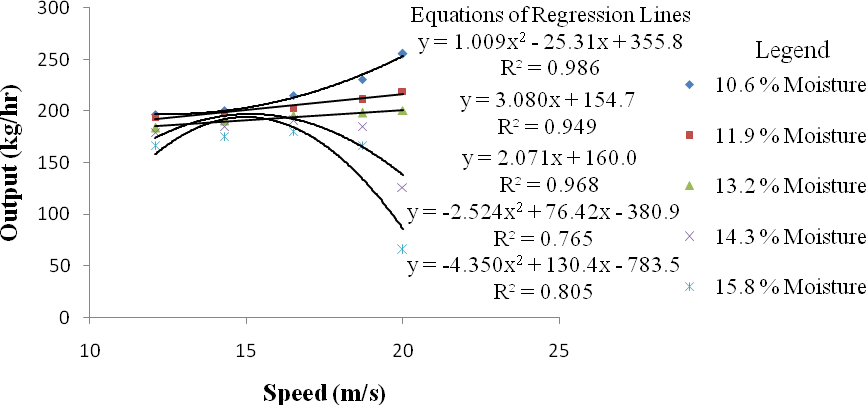 Equations of Regression Lines
y = 1.009x² - 25.31x + 355.8
R² = 0.986
y = 3.080x + 154.7
R² = 0.949
y = 2.071x + 160.0
R² = 0.968
y = -2.524x² + 76.42x - 380.9
R² = 0.765
y = -4.350x² + 130.4x - 783.5
R² = 0.805
Legend
10.6 % Moisture
11.9 % Moisture
13.2 % Moisture
14.3 % Moisture
15.8 % Moisture
Output (kg/hr)
300
250
200
150
100
50
0
10
15
20
25
Speed (m/s)